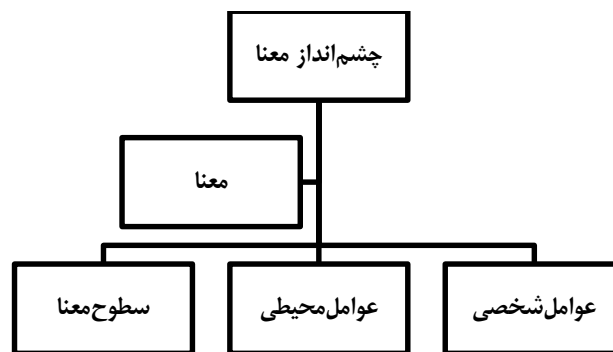 چشم‌انداز معنا
معنا
عوامل‌شخصی
عوامل‌محیطی
سطوح‌معنا